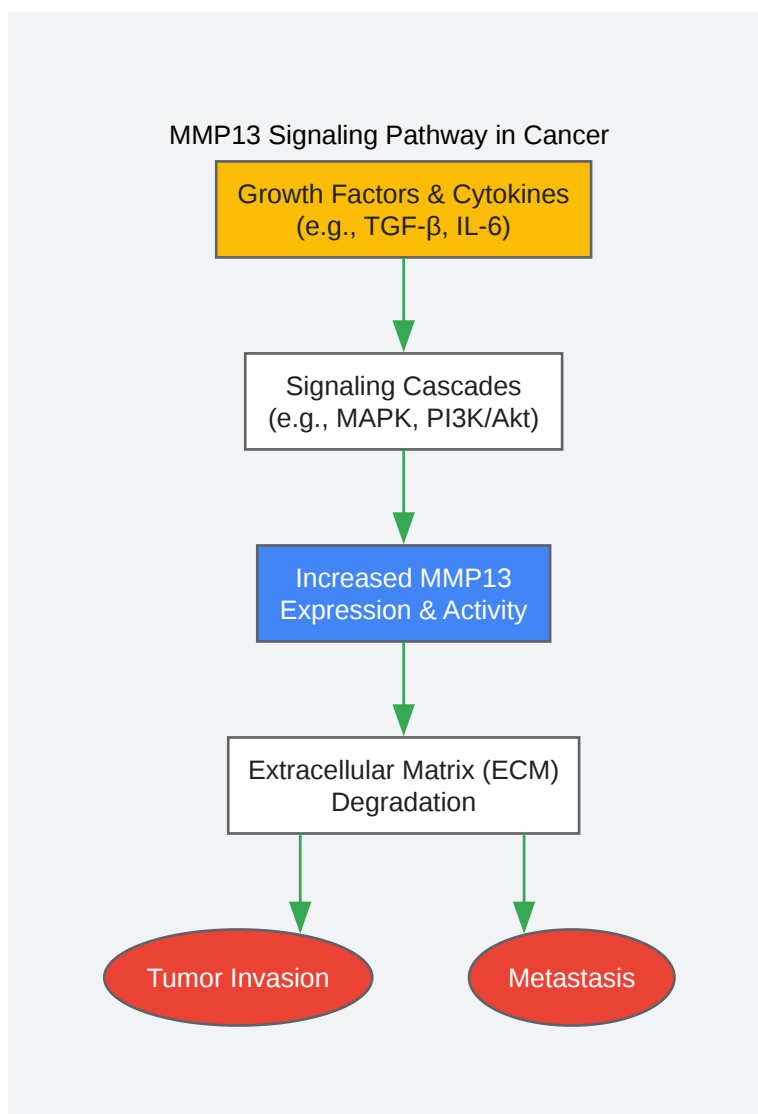 MMP13 Signaling Pathway in Cancer
Growth Factors & Cytokines
(e.g., TGF-β, IL-6)
Signaling Cascades
(e.g., MAPK, PI3K/Akt)
Increased MMP13
Expression & Activity
Extracellular Matrix (ECM)
Degradation
Tumor Invasion
Metastasis